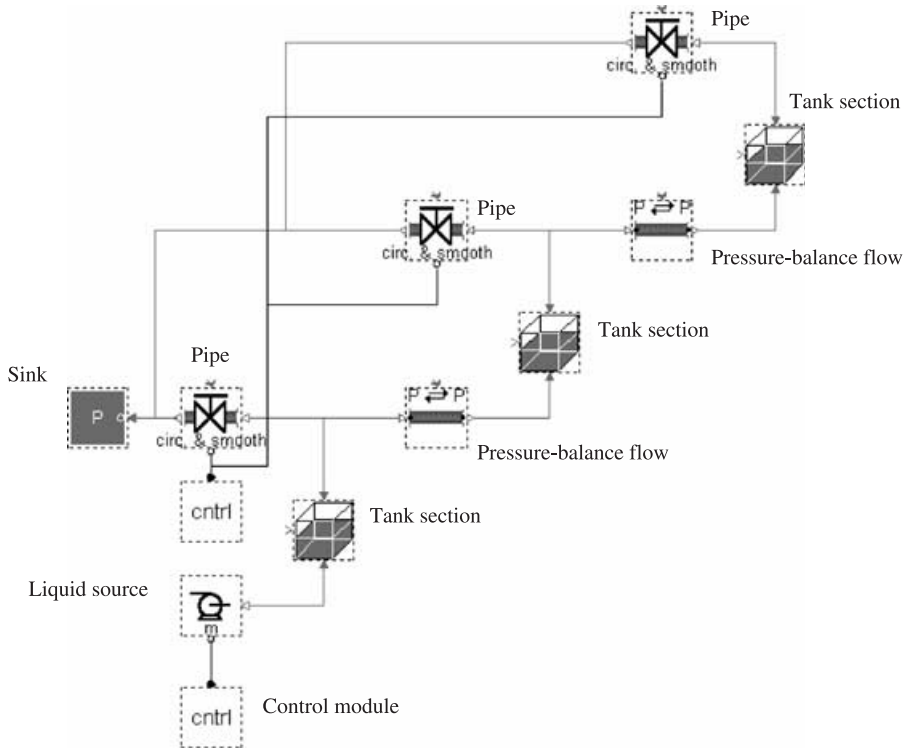 Pipe
circ. & smooth
Tank section
P P
Pipe
circ. & smooth
Pressure-balance flow
Tank section
Pipe
Sink
P
circ. & smooth
P P
Pressure-balance flow
cntrl
Tank section
Liquid source
m
cntrl
Control module